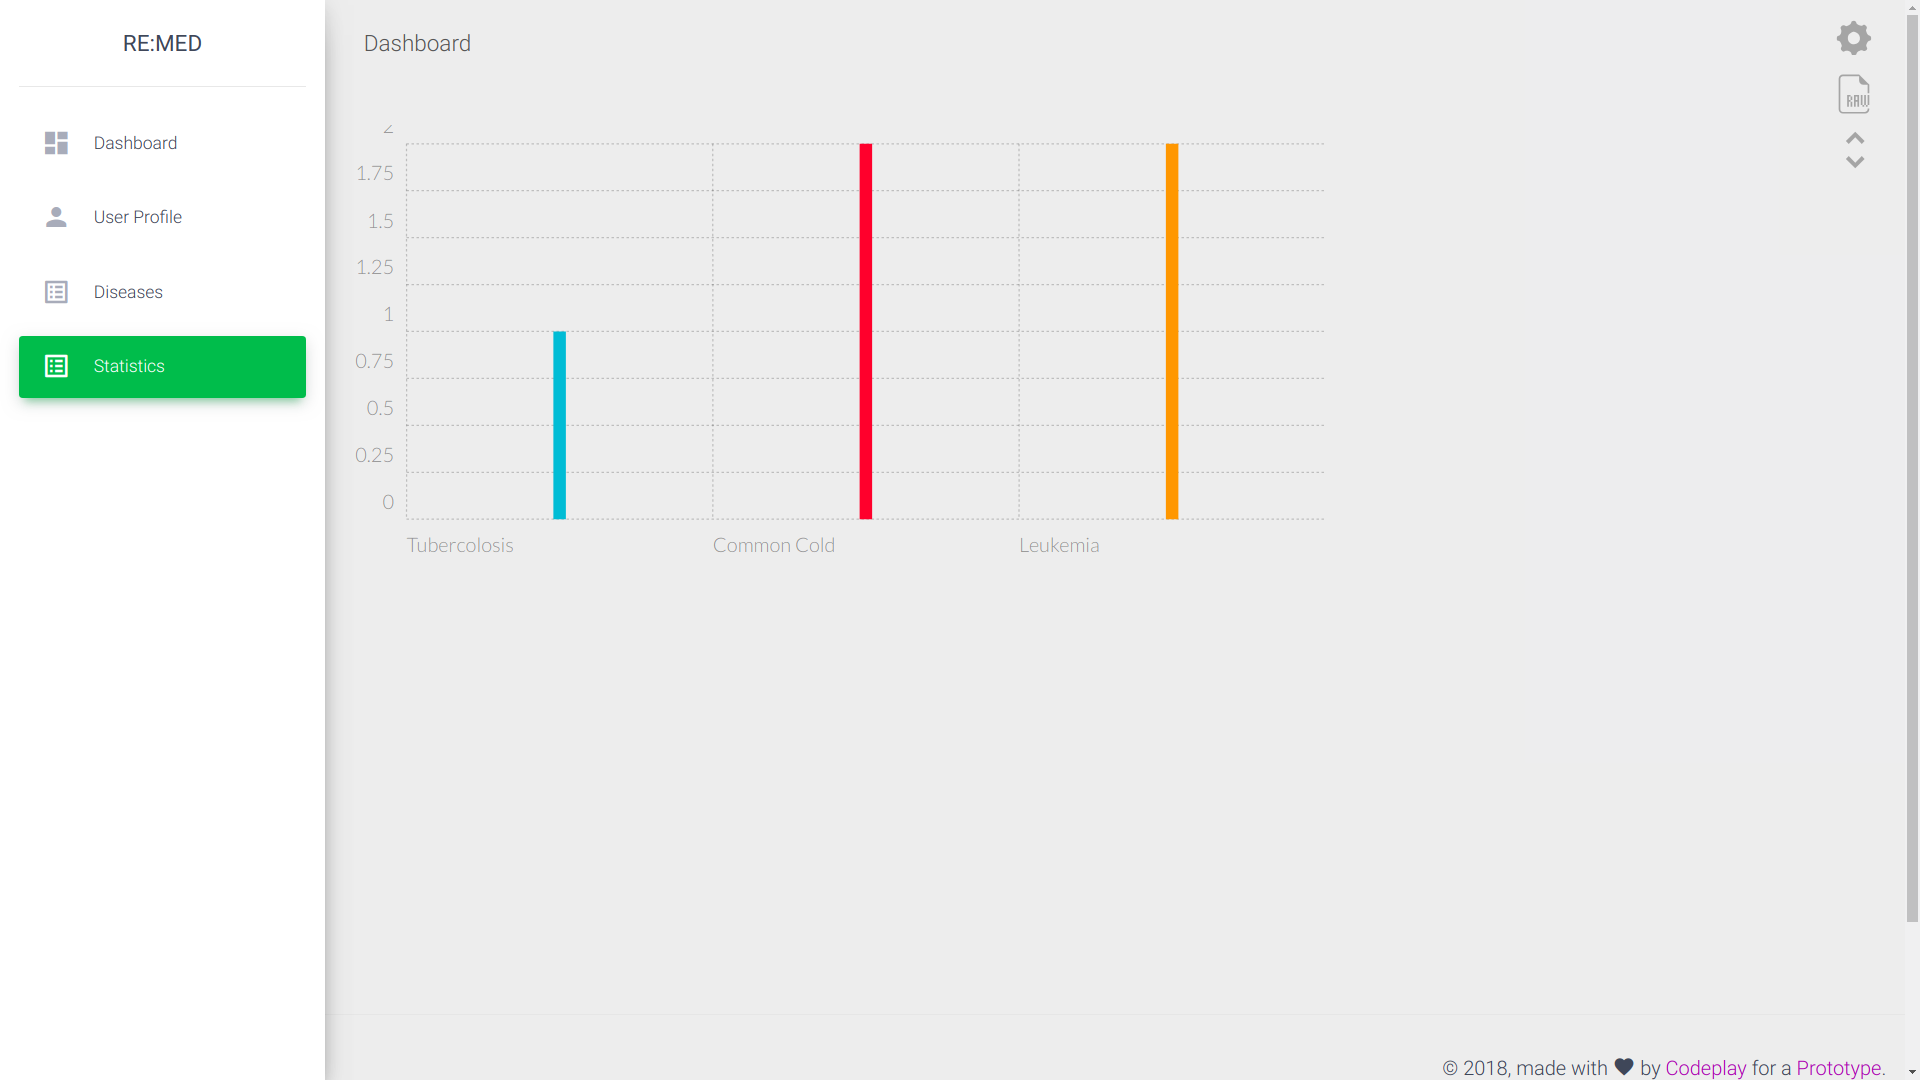 RE:MED
Dashboard
User Profile
Diseases
Statistics
Dashboard
RAW
2
1.75
1.5
1.25
1
0.75
0.5
0.25
0
Tubercolosis
Common Cold
Leukemia
© 2018, made with by Codeplay for a Prototype.